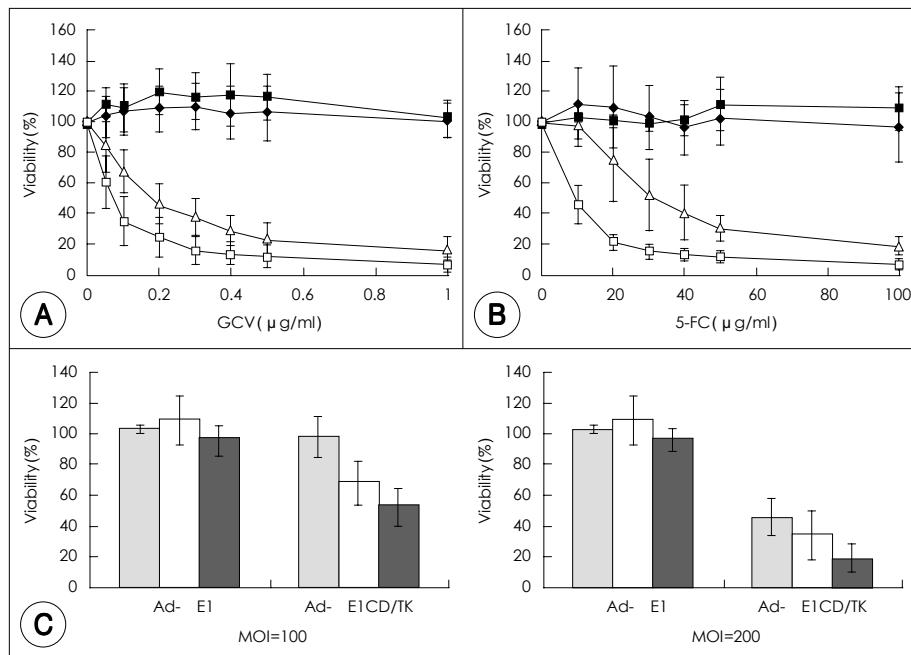 160
140
120
100
80
60
40
20
0
Viability(%)
0 0.2 0.4 0.6 0.8 1
GCV( μg/ml)
A
160
140
120
100
80
60
40
20
0
Viability(%)
0 20 40 60 80 100
5-FC( μg/ml)
B
140
120
100
80
60
40
20
0
Viability(%)
Ad- E1 Ad- E1CD/TK
MOI=100
C
140
120
100
80
60
40
20
0
Viability(%)
Ad- E1 Ad- E1CD/TK
MOI=200